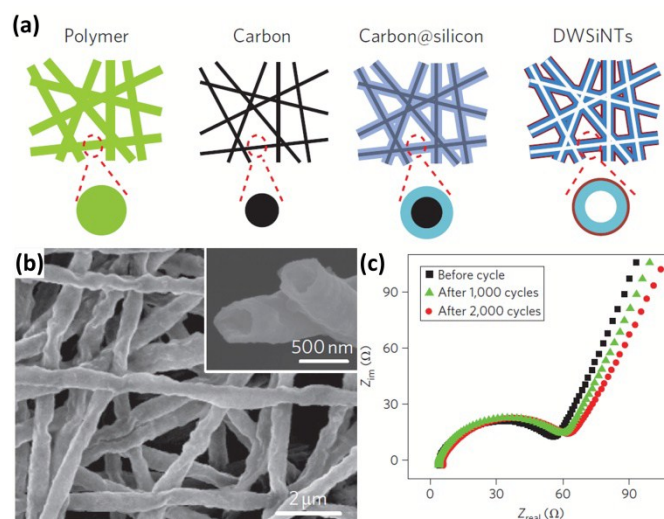 (a)
Polymer
Carbon
Carbon@silicon
DWSiNTs
(b)
500 nm
2 μm
(c)
Before cycle
After 1,000 cycles
After 2,000 cycles
90
60
30
0
Z_im (Ω)
0
30
60
90
Z_real (Ω)